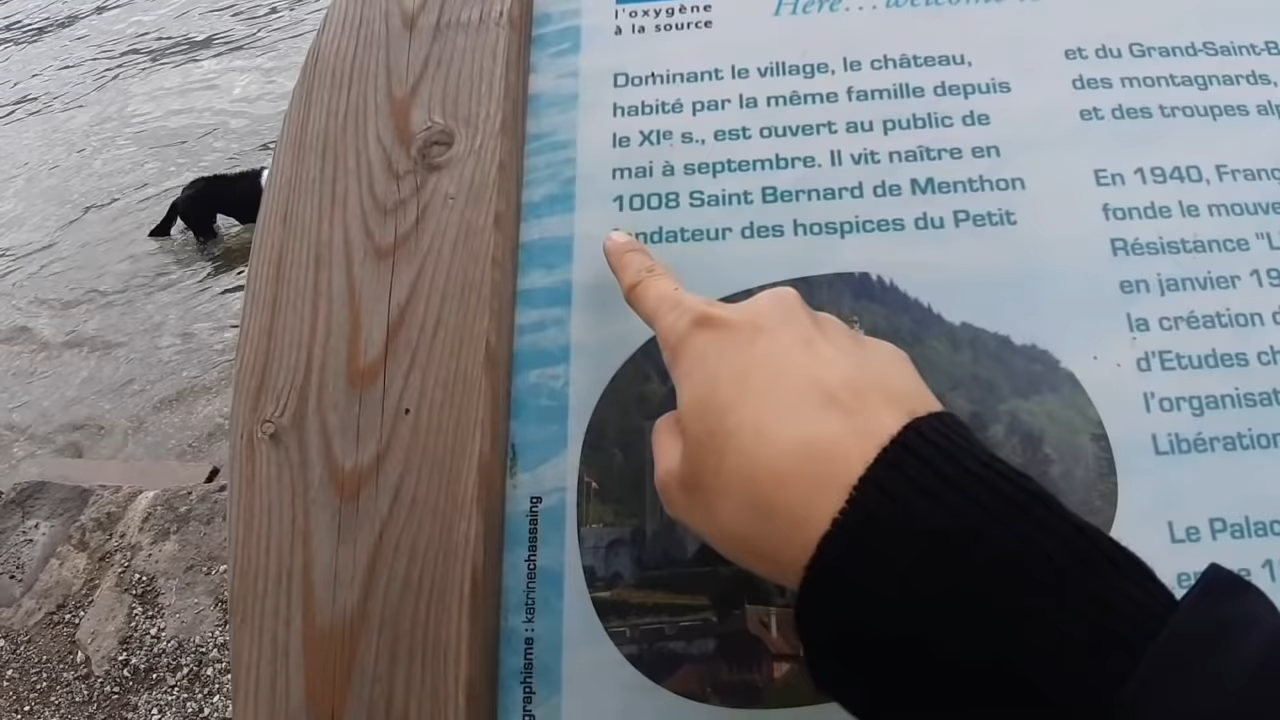 l'oxygène
à la source
Here... welcome
Dominant le village, le château,
habité par la même famille depuis
le XIe s., est ouvert au public de
mai à septembre. Il vit naître en
1008 Saint Bernard de Menthon
ndateur des hospices du Petit
et du Grand-Saint-B
des montagnards,
et des troupes al
En 1940, Franç
fonde le mouve
Résistance "L
en janvier 19
la création d
d'Etudes ch
l'organisat
Libération
Le Palac
graphisme : katrinechassaing